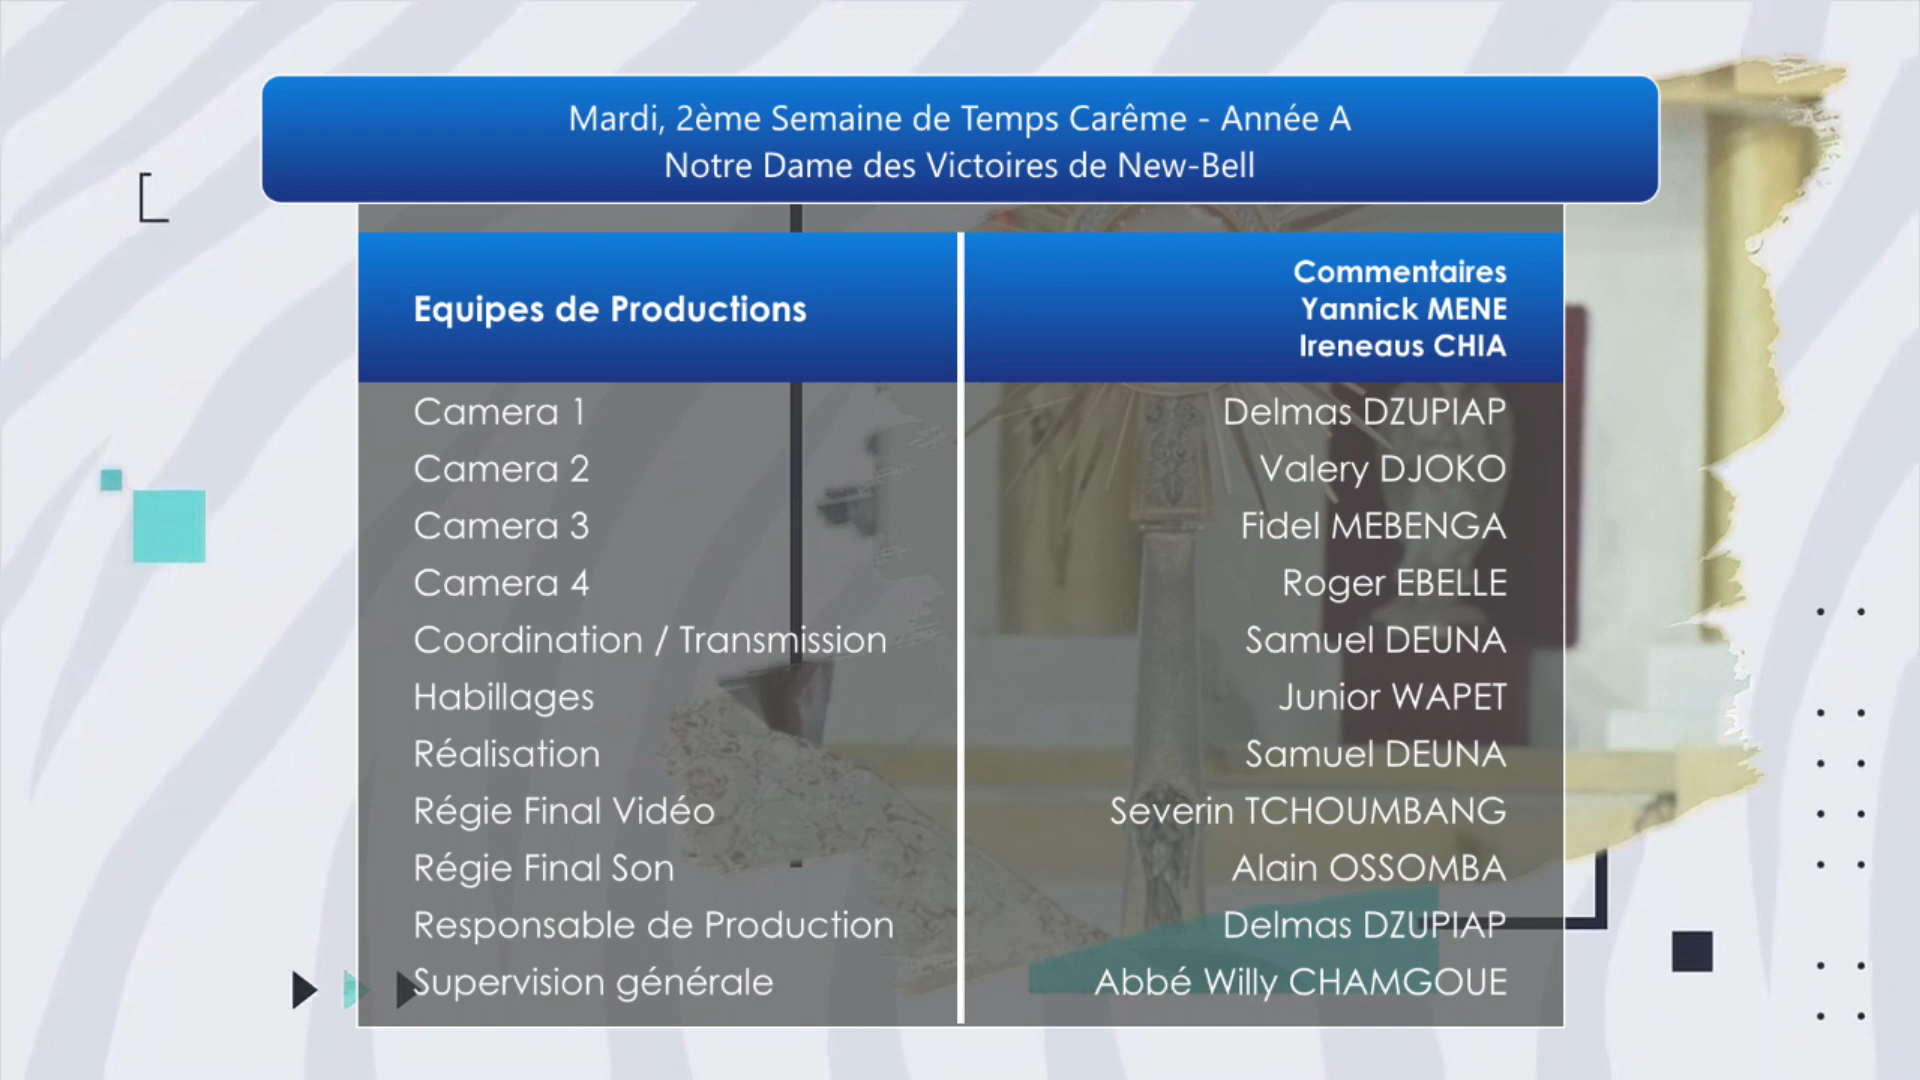 Mardi, 2ème Semaine de Temps Carême - Année A
Notre Dame des Victoires de New-Bell
Equipes de Productions
Commentaires
Yannick MENE
Ireneaus CHIA
Camera 1 Delmas DZUPIAP
Camera 2 Valery DJOKO
Camera 3 Fidel MEBENGA
Camera 4 Roger EBELLE
Coordination / Transmission Samuel DEUNA
Habillages Junior WAPET
Réalisation Samuel DEUNA
Régie Final Vidéo Severin TCHOUMBANG
Régie Final Son Alain OSSOMBA
Responsable de Production Delmas DZUPIAP
Supervision générale Abbé Willy CHAMGOUE